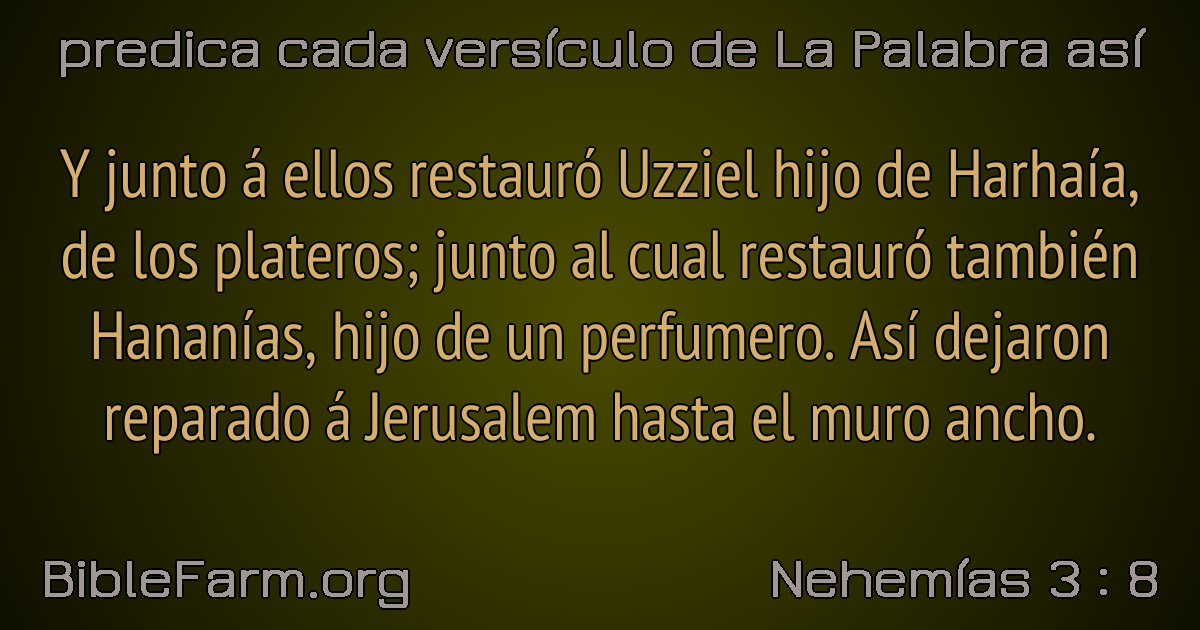 predica cada versículo de La Palabra así
Y junto á ellos restauró Uzziel hijo de Harhaía,
de los plateros; junto al cual restauró también
Hananías, hijo de un perfumero. Así dejaron
reparado á Jerusalem hasta el muro ancho.
BibleFarm.org
Nehemías 3 : 8